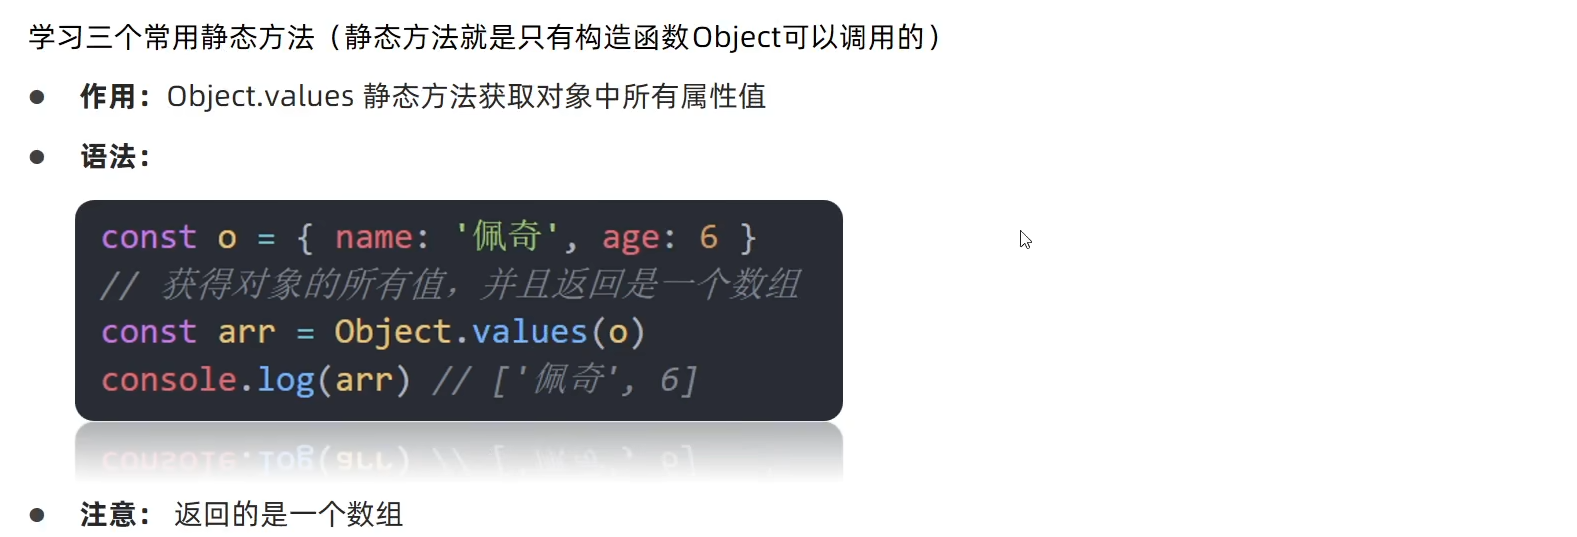 学习三个常用静态方法（静态方法就是只有构造函数Object可以调用的）
● 作用：Object.values 静态方法获取对象中所有属性值
● 语法：
const o = { name: '佩奇', age: 6 }
// 获得对象的所有值，并且返回是一个数组
const arr = Object.values(o)
console.log(arr) // ['佩奇', 6]
● 注意： 返回的是一个数组